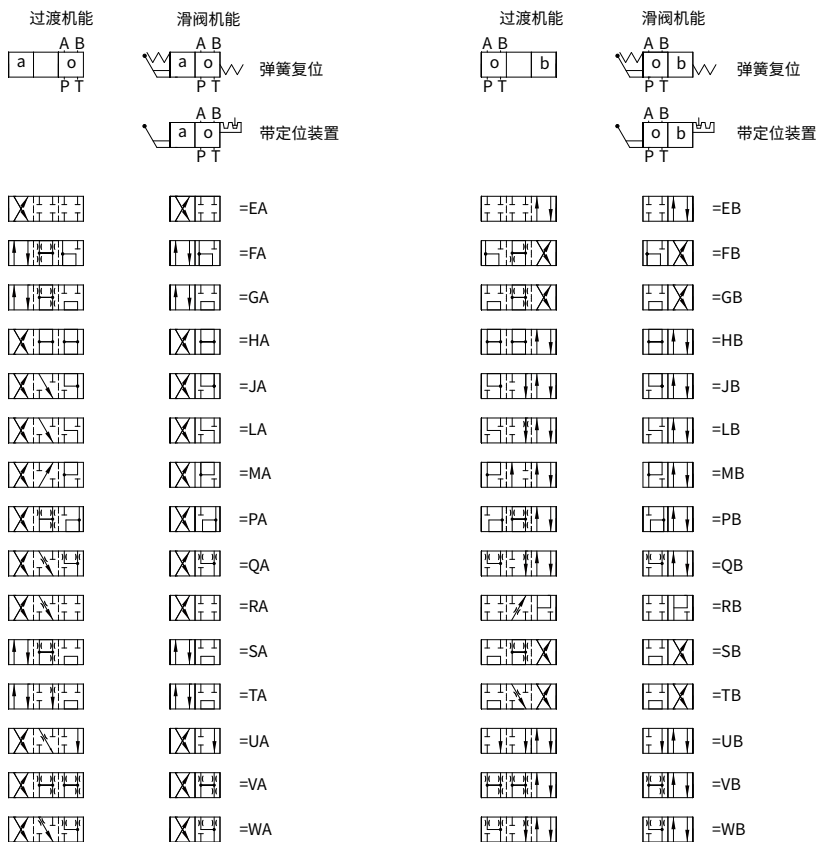 过渡机能 滑阀机能 过渡机能 滑阀机能
A B A B A B A B
a o a o 弹簧复位 o b o b 弹簧复位
P T P T P T P T
A B A B
a o 带定位装置 o b 带定位装置
P T P T
=EA =EB
=FA =FB
=GA =GB
=HA =HB
=JA =JB
=LA =LB
=MA =MB
=PA =PB
=QA =QB
=RA =RB
=SA =SB
=TA =TB
=UA =UB
=VA =VB
=WA =WB